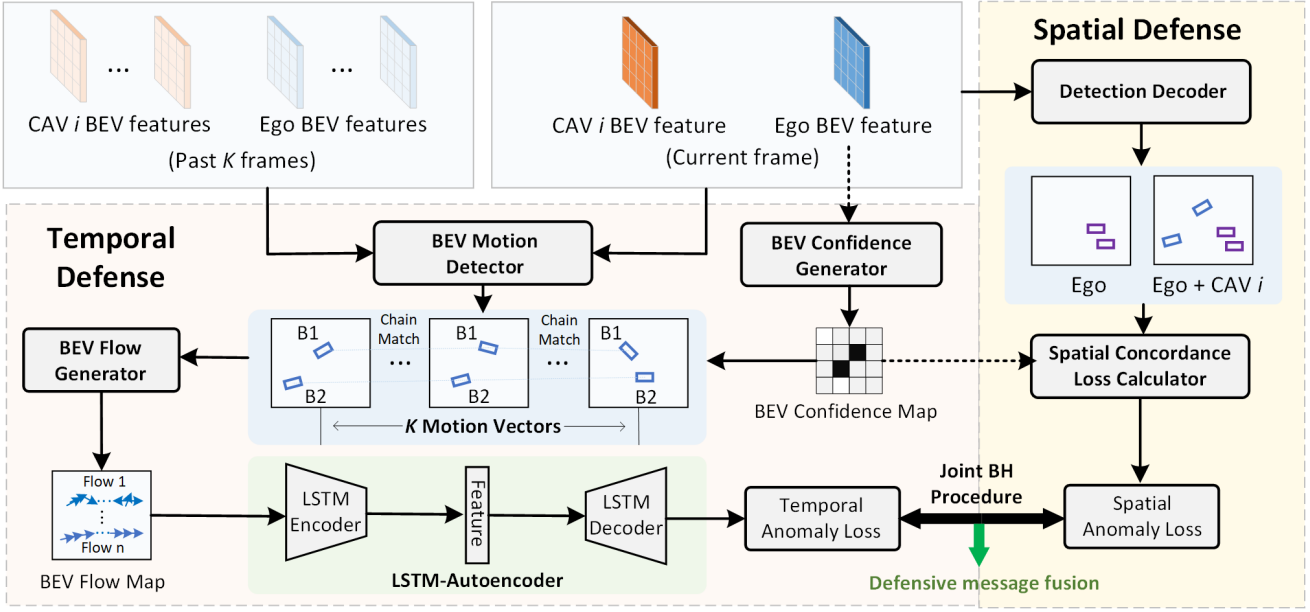 CAV i BEV features
Ego BEV features
(Past K frames)
CAV i BEV feature
Ego BEV feature
(Current frame)
Spatial Defense
Detection Decoder
Ego
Ego + CAV i
Spatial Concordance
Loss Calculator
Spatial
Anomaly Loss
Temporal
Defense
BEV Motion
Detector
BEV Confidence
Generator
BEV Flow
Generator
B1
B2
Chain
Match
B1
B2
Chain
Match
B1
B2
K Motion Vectors
BEV Confidence Map
Flow 1
Flow n
BEV Flow Map
LSTM
Encoder
Feature
LSTM
Decoder
LSTM-Autoencoder
Temporal
Anomaly Loss
Joint BH
Procedure
Defensive message fusion